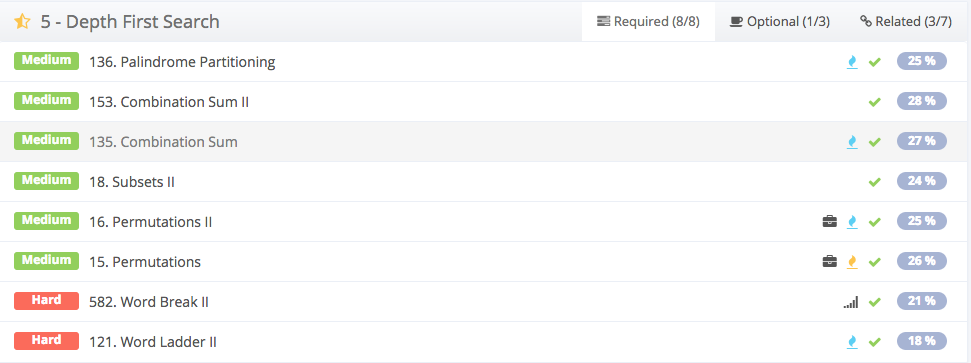 5 - Depth First Search Required (8/8) Optional (1/3) Related (3/7)
Medium 136. Palindrome Partitioning 25 %
Medium 153. Combination Sum II 28 %
Medium 135. Combination Sum 27 %
Medium 18. Subsets II 24 %
Medium 16. Permutations II 25 %
Medium 15. Permutations 26 %
Hard 582. Word Break II 21 %
Hard 121. Word Ladder II 18 %